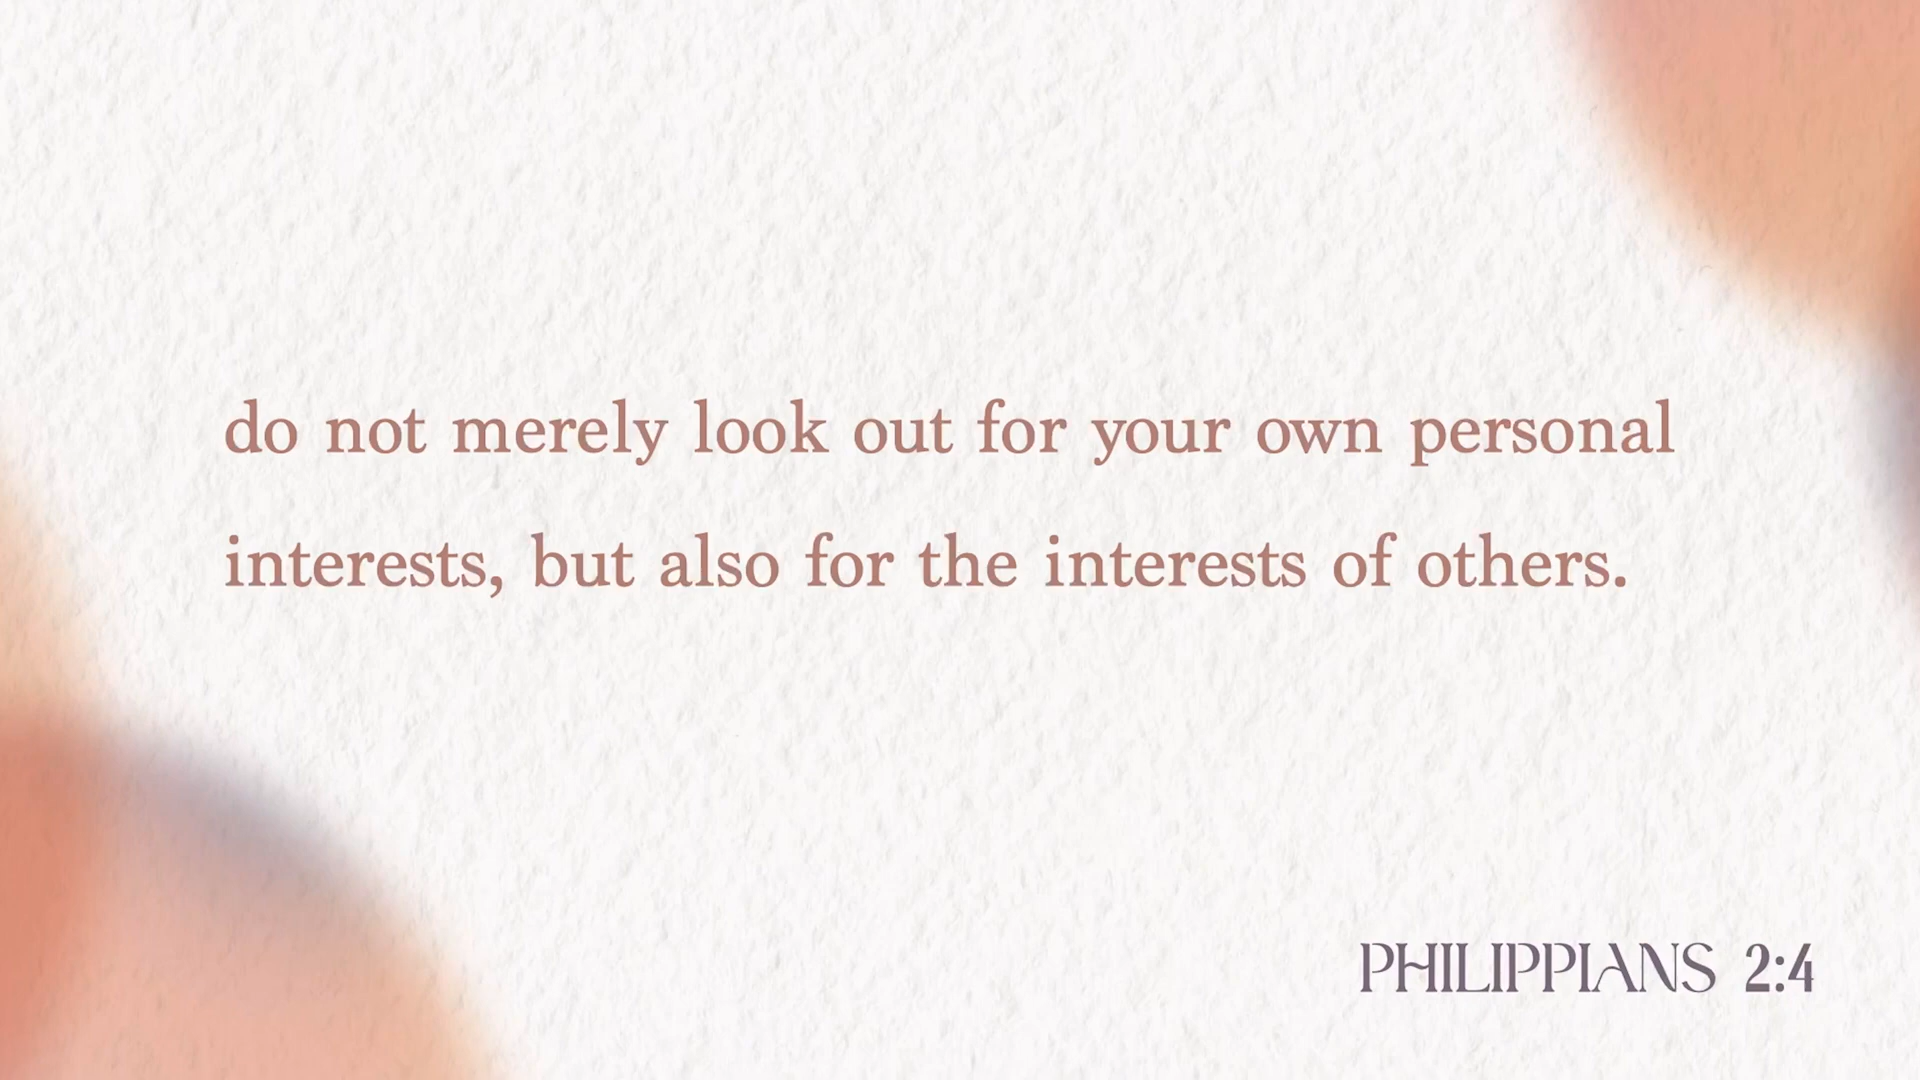 do not merely look out for your own personal
interests, but also for the interests of others.
PHILIPPIANS 2:4